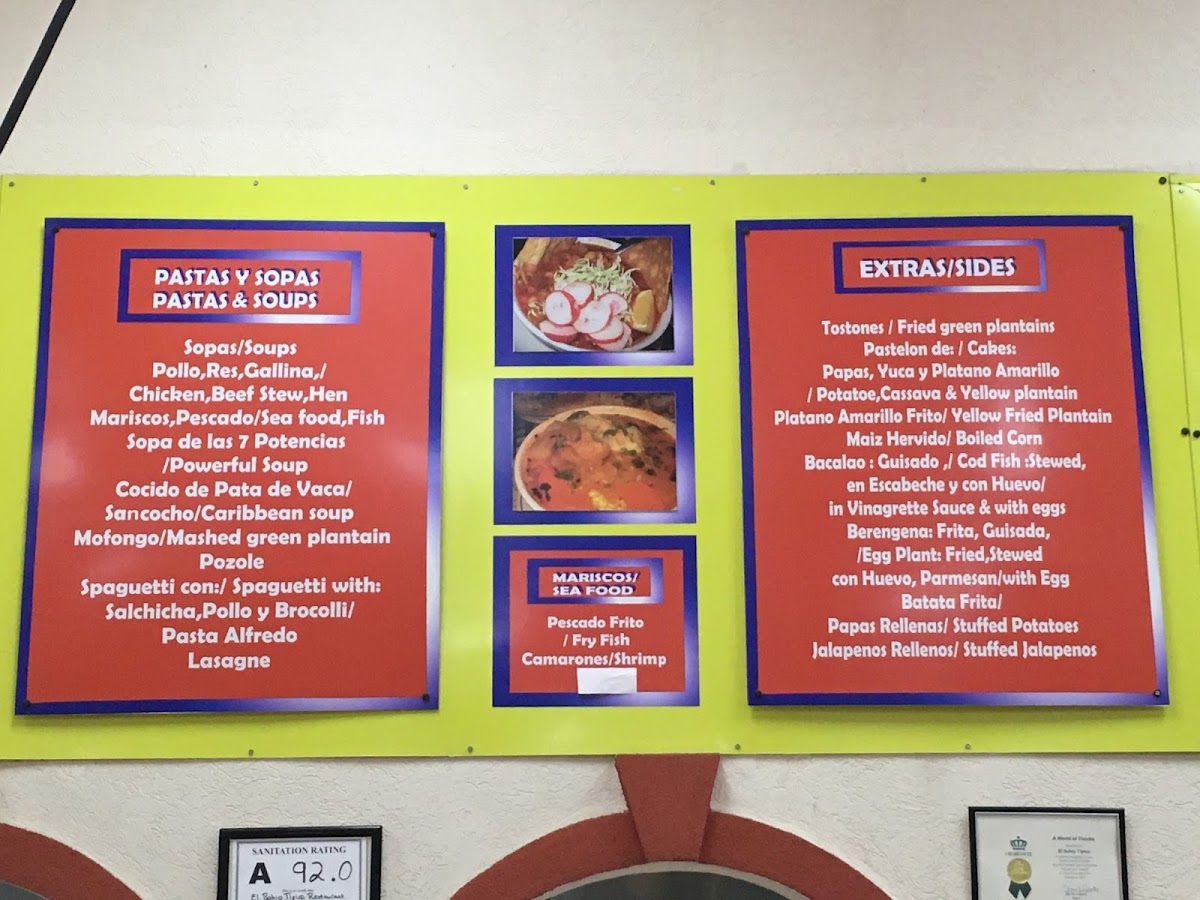 PASTAS Y SOPAS
PASTAS & SOUPS
Sopas/Soups
Pollo,Res,Gallina,/
Chicken,Beef Stew,Hen
Mariscos,Pescado/Sea food,Fish
Sopa de las 7 Potencias
/Powerful Soup
Cocido de Pata de Vaca/
Sancocho/Caribbean soup
Mofongo/Mashed green plantain
Pozole
Spaguetti con:/ Spaguetti with:
Salchicha,Pollo y Brocolli/
Pasta Alfredo
Lasagne
MARISCOS/
SEA FOOD
Pescado Frito
/ Fry Fish
Camarones/Shrimp
EXTRAS/SIDES
Tostones / Fried green plantains
Pastelon de: / Cakes:
Papas, Yuca y Platano Amarillo
/ Potatoe,Cassava & Yellow plantain
Platano Amarillo Frito/ Yellow Fried Plantain
Maiz Hervido/ Boiled Corn
Bacalao : Guisado ,/ Cod Fish :Stewed,
en Escabeche y con Huevo/
in Vinagrette Sauce & with eggs
Berengena: Frita, Guisada,
/Egg Plant: Fried,Stewed
con Huevo, Parmesan/with Egg
Batata Frita/
Papas Rellenas/ Stuffed Potatoes
Jalapenos Rellenos/ Stuffed Jalapenos
SANITATION RATING
A 92.0
Restaurant